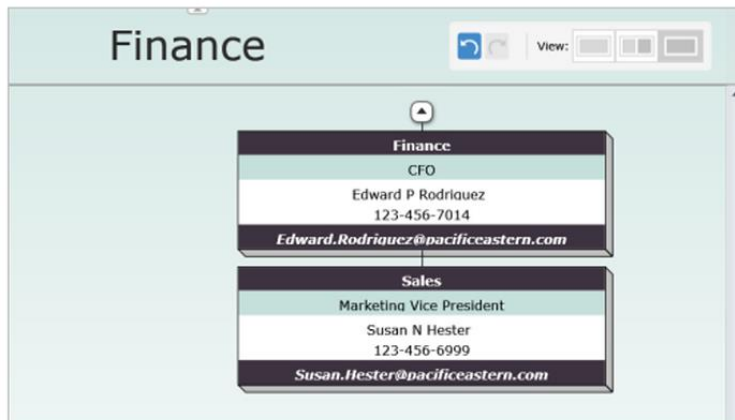 Finance
View:
Finance
CFO
Edward P Rodriguez
123-456-7014
Edward.Rodriguez@pacificeastern.com
Sales
Marketing Vice President
Susan N Hester
123-456-6999
Susan.Hester@pacificeastern.com